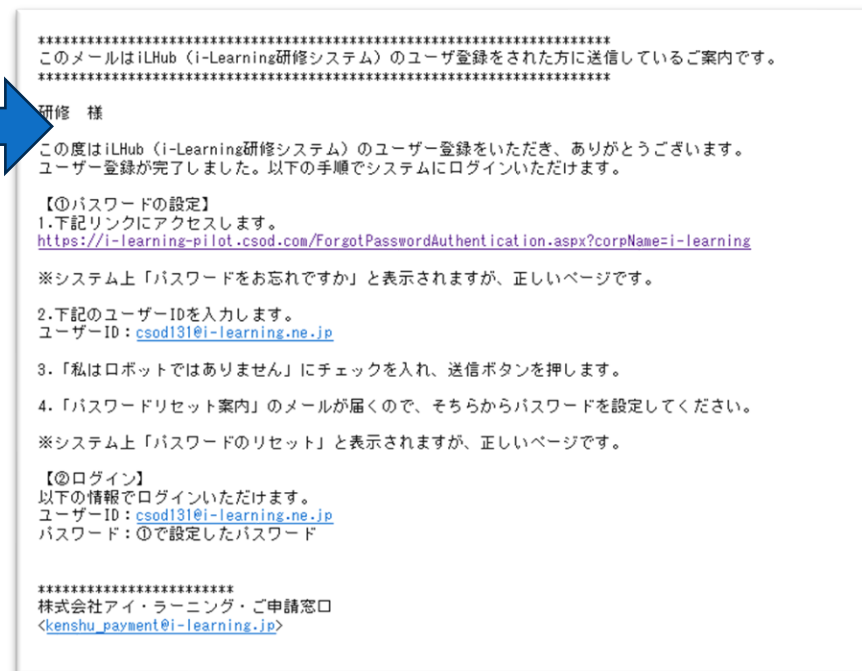 **********************************************************************
このメールはiLHub（i-Learning研修システム）のユーザ登録をされた方に送信しているご案内です。
**********************************************************************
研修　様
この度はiLHub（i-Learning研修システム）のユーザー登録をいただき、ありがとうございます。
ユーザー登録が完了しました。以下の手順でシステムにログインいただけます。
【①パスワードの設定】
1.下記リンクにアクセスします。
https://i-learning-pilot.csod.com/ForgotPasswordAuthentication.aspx?corpName=i-learning
※システム上「パスワードをお忘れですか」と表示されますが、正しいページです。
2.下記のユーザーIDを入力します。
ユーザーID：csod131@i-learning.ne.jp
3.「私はロボットではありません」にチェックを入れ、送信ボタンを押します。
4.「パスワードリセット案内」のメールが届くので、そちらからパスワードを設定してください。
※システム上「パスワードのリセット」と表示されますが、正しいページです。
【②ログイン】
以下の情報でログインいただけます。
ユーザーID：csod131@i-learning.ne.jp
パスワード：①で設定したパスワード
************************
株式会社アイ・ラーニング・ご申請窓口
<kenshu_payment@i-learning.jp>